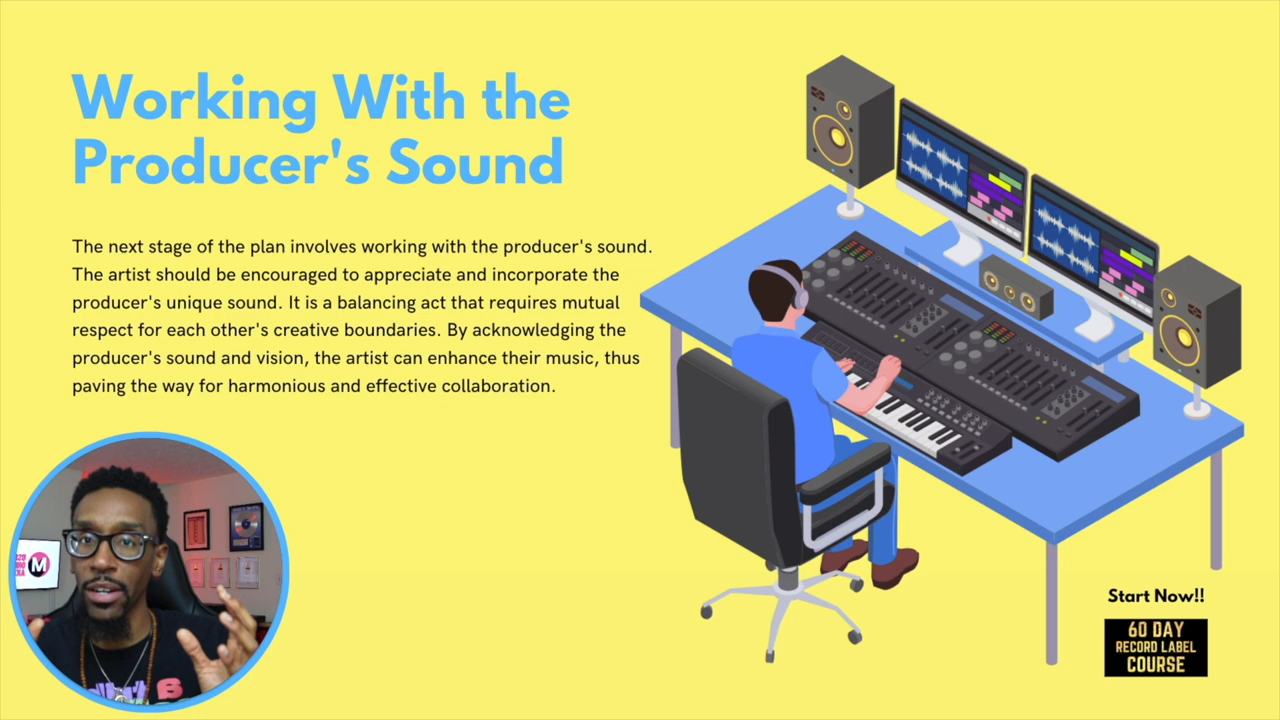 Working With the
Producer's Sound
The next stage of the plan involves working with the producer's sound.
The artist should be encouraged to appreciate and incorporate the
producer's unique sound. It is a balancing act that requires mutual
respect for each other's creative boundaries. By acknowledging the
producer's sound and vision, the artist can enhance their music, thus
paving the way for harmonious and effective collaboration.
M
Start Now!!
60 DAY
RECORD LABEL
COURSE